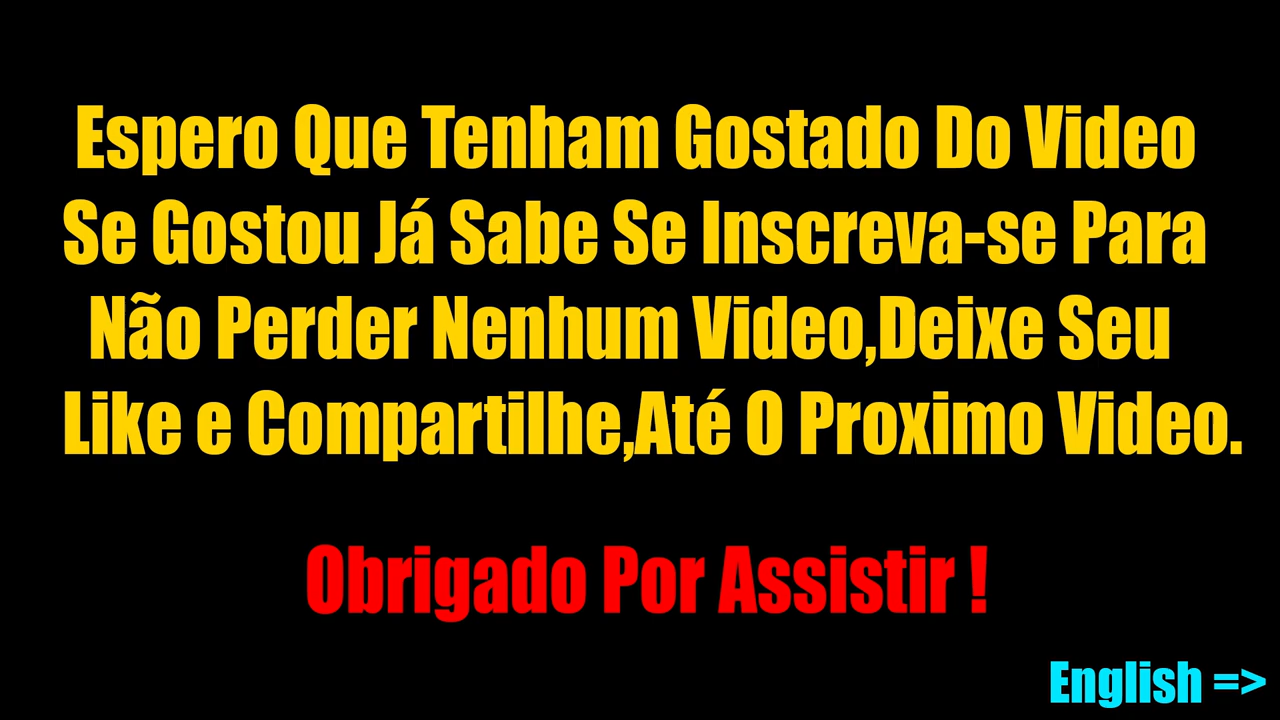 Espero Que Tenham Gostado Do Video
Se Gostou Já Sabe Se Inscreva-se Para
Não Perder Nenhum Video,Deixe Seu
Like e Compartilhe,Até O Proximo Video.
Obrigado Por Assistir !
English =>